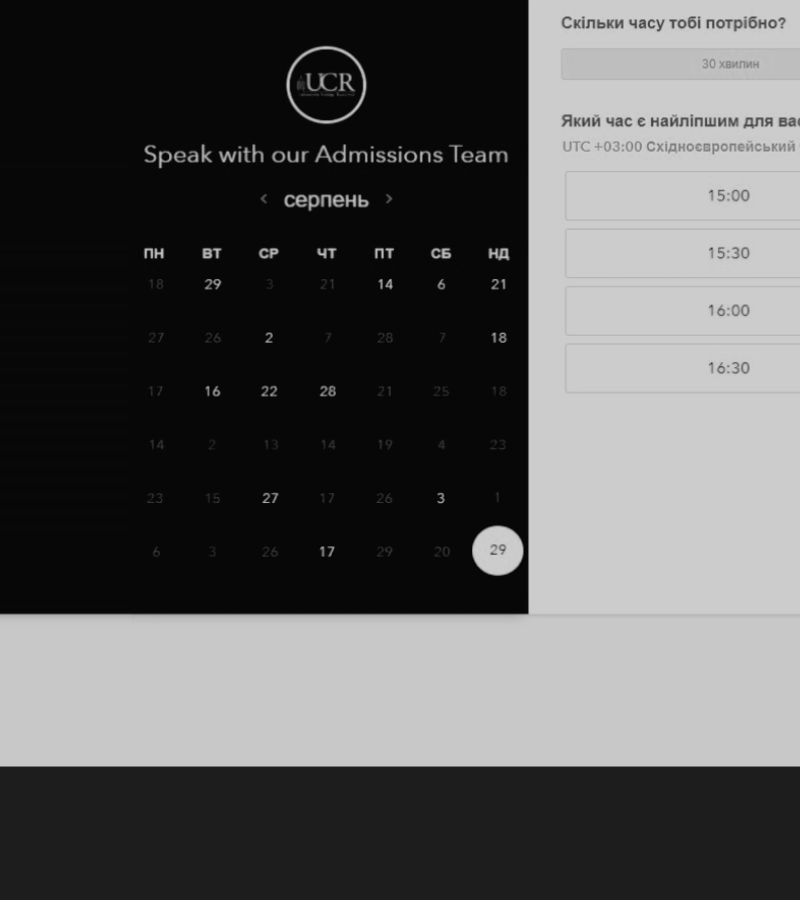 UCR
Speak with our Admissions Team
< серпень >
ПН ВТ СР ЧТ ПТ СБ НД
18 29 3 21 14 6 21
27 26 2 7 28 7 18
17 16 22 28 21 25 18
14 2 13 14 19 4 23
23 15 27 17 26 3 1
6 3 26 17 29 20 29
Скільки часу тобі потрібно?
30 хвилин
Який час є найліпшим для вас
UTC +03:00 Східноєвропейський
15:00
15:30
16:00
16:30